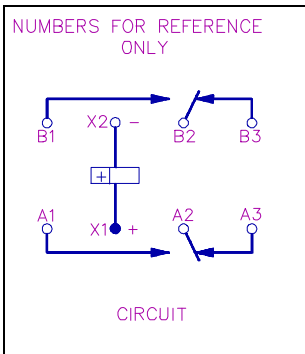 NUMBERS FOR REFERENCE
ONLY
X2 -
B1 B2 B3
+
A1 A2 A3
X1 +
CIRCUIT